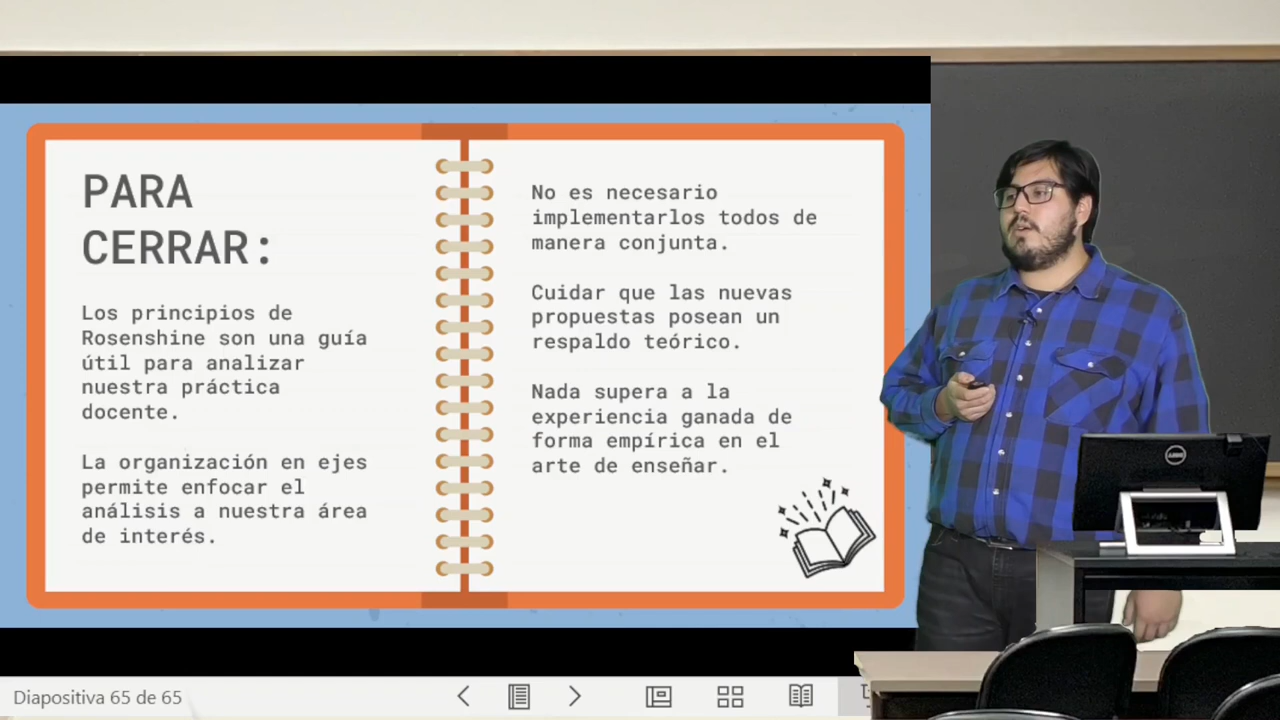 PARA
CERRAR:
Los principios de
Rosenshine son una guía
útil para analizar
nuestra práctica
docente.
La organización en ejes
permite enfocar el
análisis a nuestra área
de interés.
No es necesario
implementarlos todos de
manera conjunta.
Cuidar que las nuevas
propuestas posean un
respaldo teórico.
Nada supera a la
experiencia ganada de
forma empírica en el
arte de enseñar.
Diapositiva 65 de 65